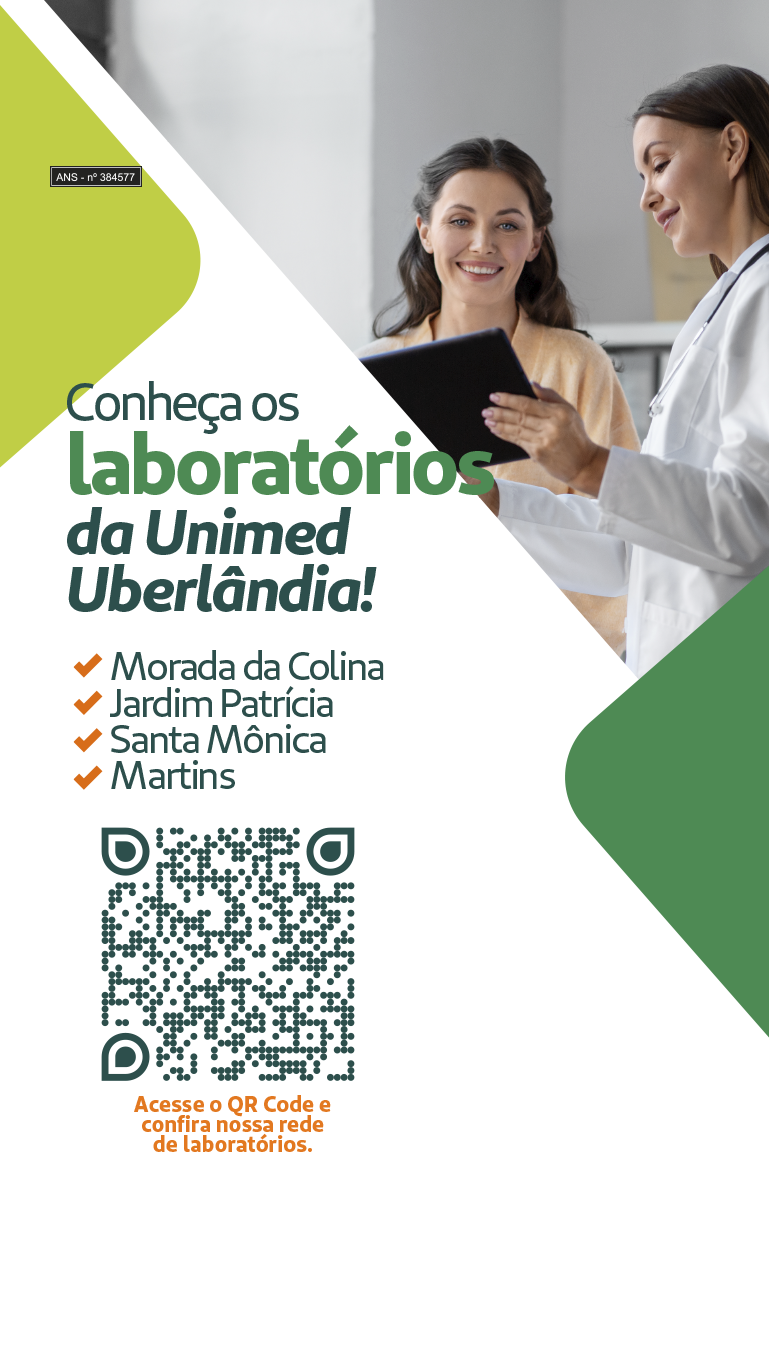 ANS - nº 384577
Conheça os
laboratórios
da Unimed
Uberlândia!
Morada da Colina
Jardim Patrícia
Santa Mônica
Martins
Acesse o QR Code e
confira nossa rede
de laboratórios.